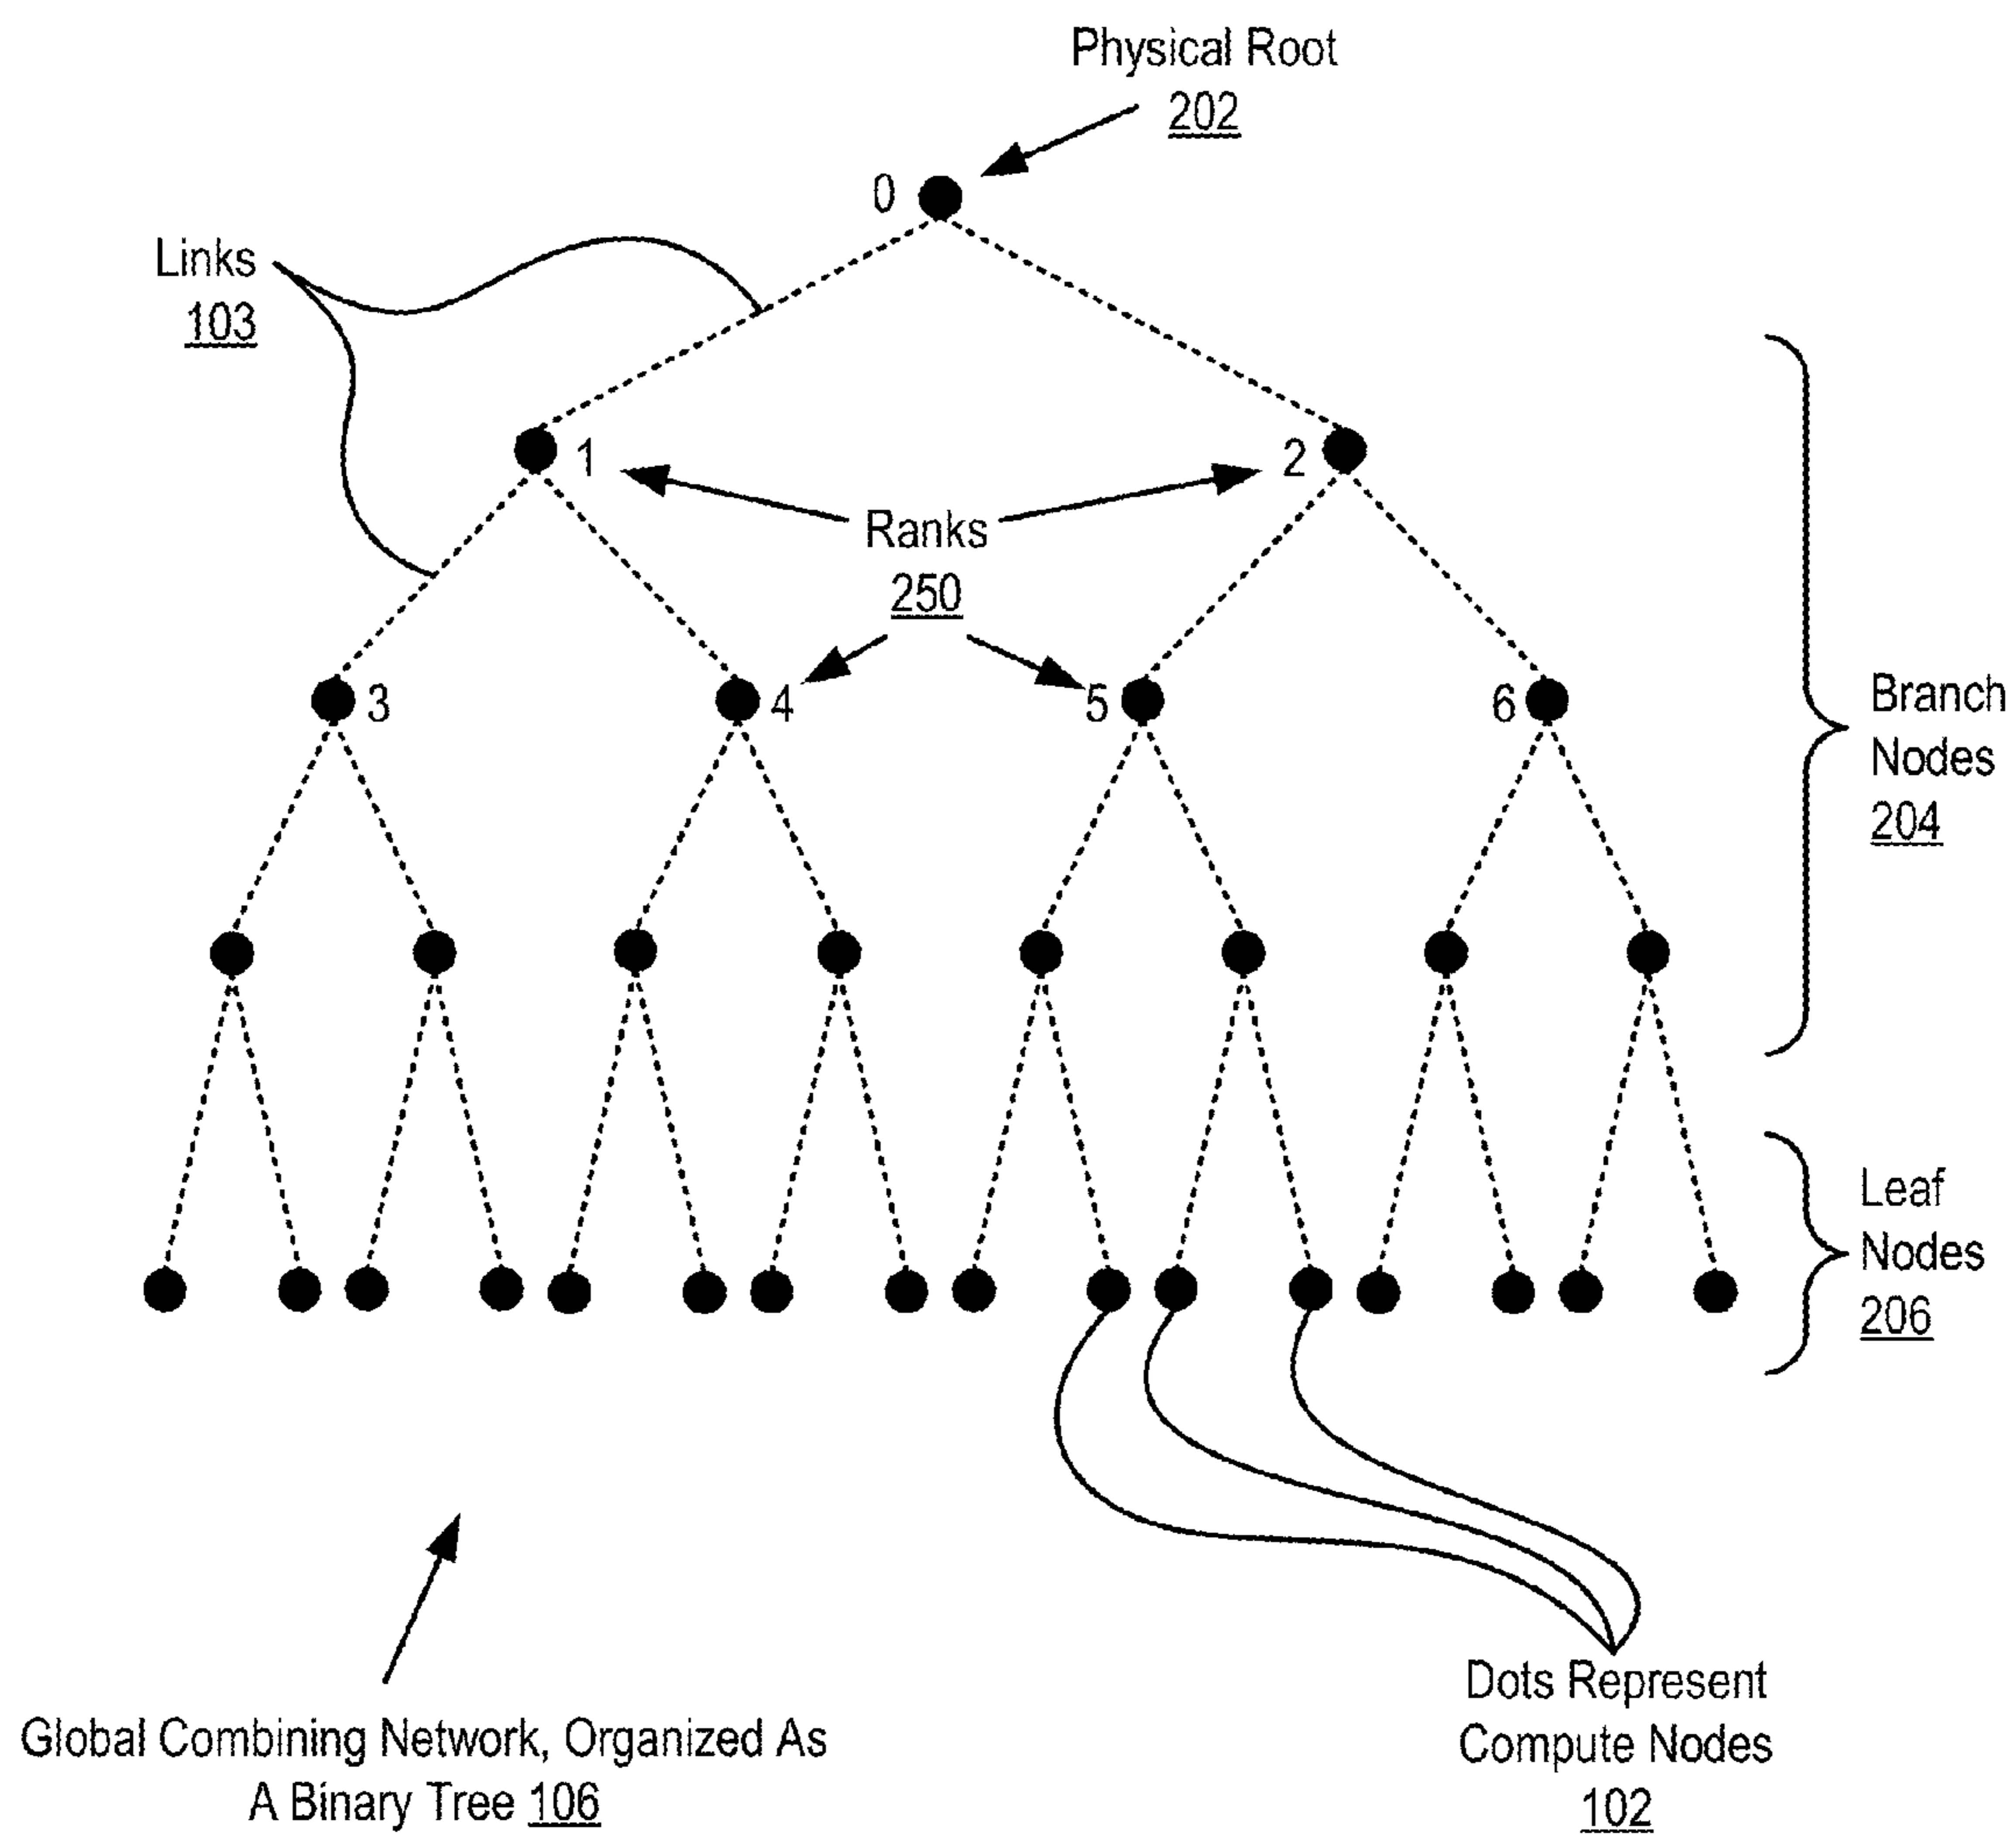 Physical Root
202
0
Links
103
1
2
Ranks
250
3
4
5
6
Branch
Nodes
204
Leaf
Nodes
206
Global Combining Network, Organized As
A Binary Tree 106
Dots Represent
Compute Nodes
102